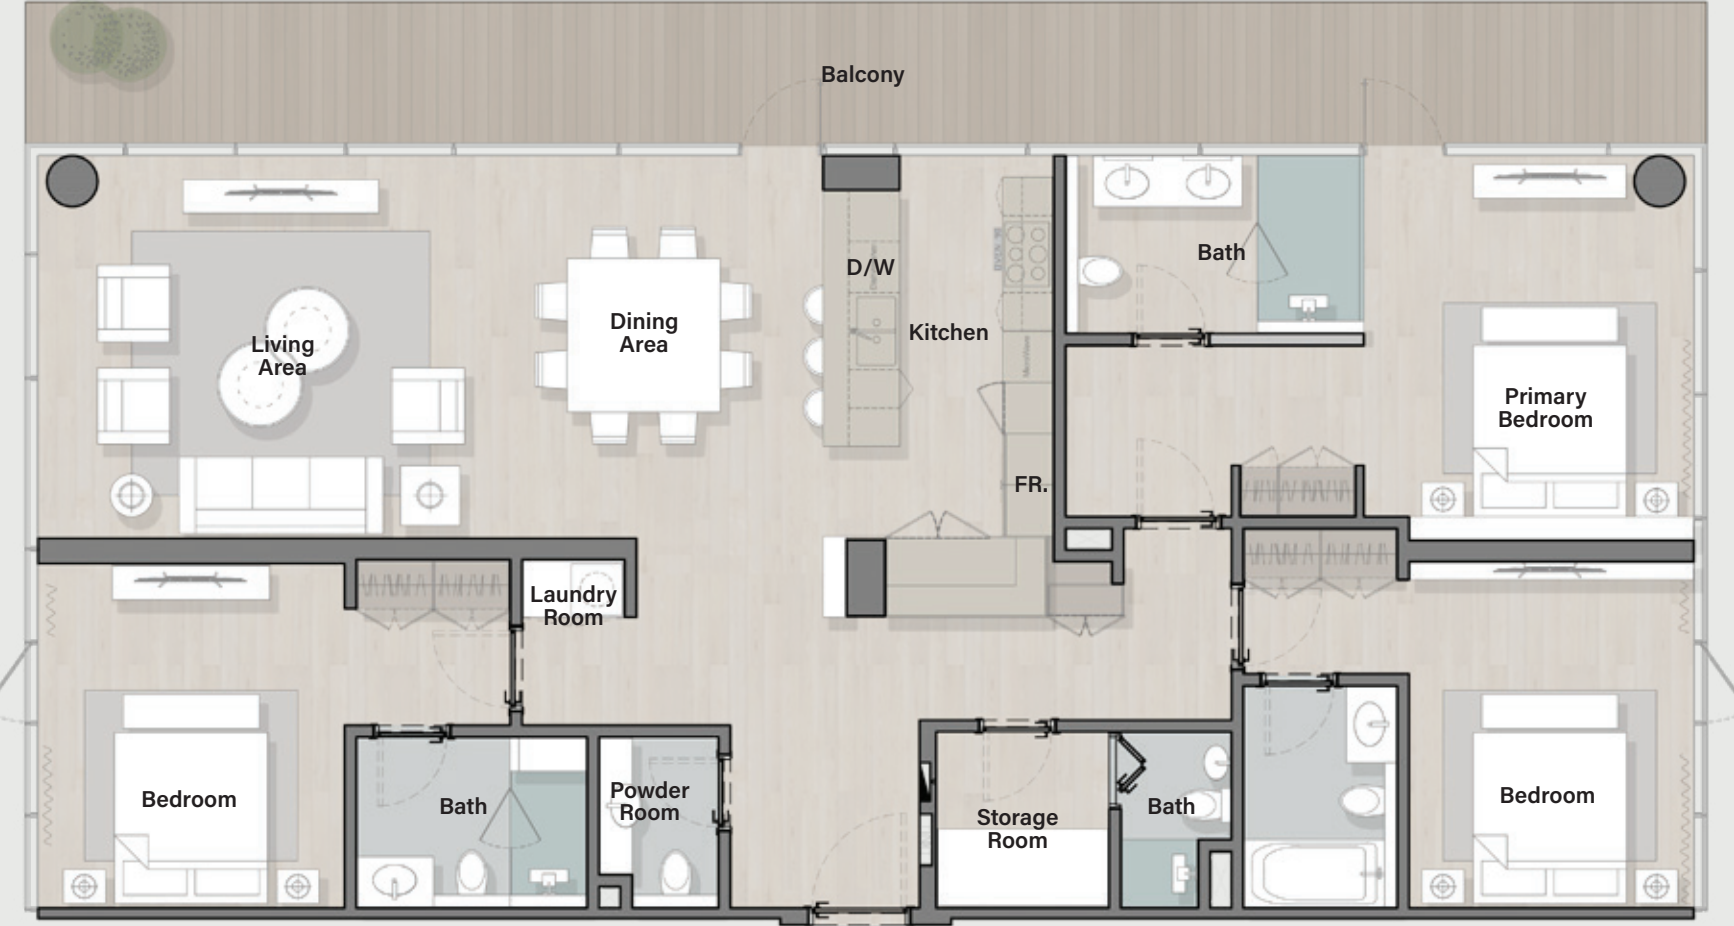 Balcony
Bath
D/W
Dining
Area
Kitchen
Living
Area
MicroWave
Primary
Bedroom
FR.
Laundry
Room
Bedroom
Bath
Powder
Room
Storage
Room
Bath
Bedroom